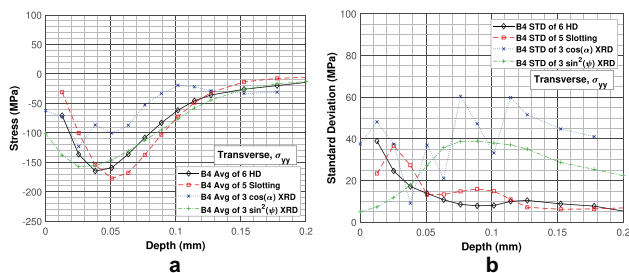 100
50
0
-50
-100
-150
-200
-250
Stress (MPa)
0
0.05
0.1
0.15
0.2
Depth (mm)
Transverse, σyy
B4 Avg of 6 HD
B4 Avg of 5 Slotting
B4 Avg of 3 cos(α) XRD
B4 Avg of 3 sin²(ψ) XRD
a
100
80
60
40
20
0
Standard Deviation (MPa)
0
0.05
0.1
0.15
0.2
Depth (mm)
B4 STD of 6 HD
B4 STD of 5 Slotting
B4 STD of 3 cos(α) XRD
B4 STD of 3 sin²(ψ) XRD
Transverse, σyy
b